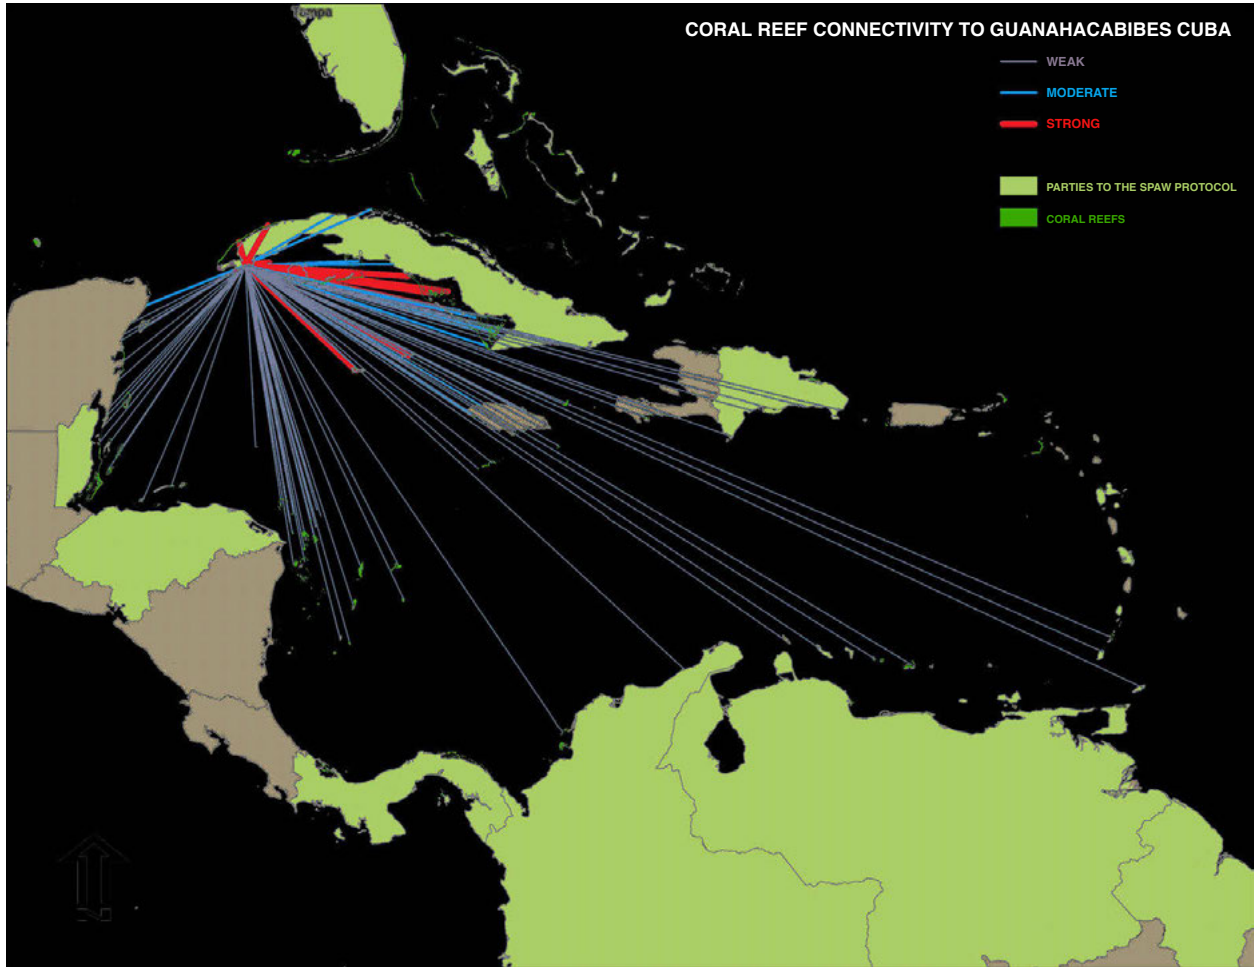 Tampa
CORAL REEF CONNECTIVITY TO GUANAHACABIBES CUBA
WEAK
MODERATE
STRONG
PARTIES TO THE SPAW PROTOCOL
CORAL REEFS
N